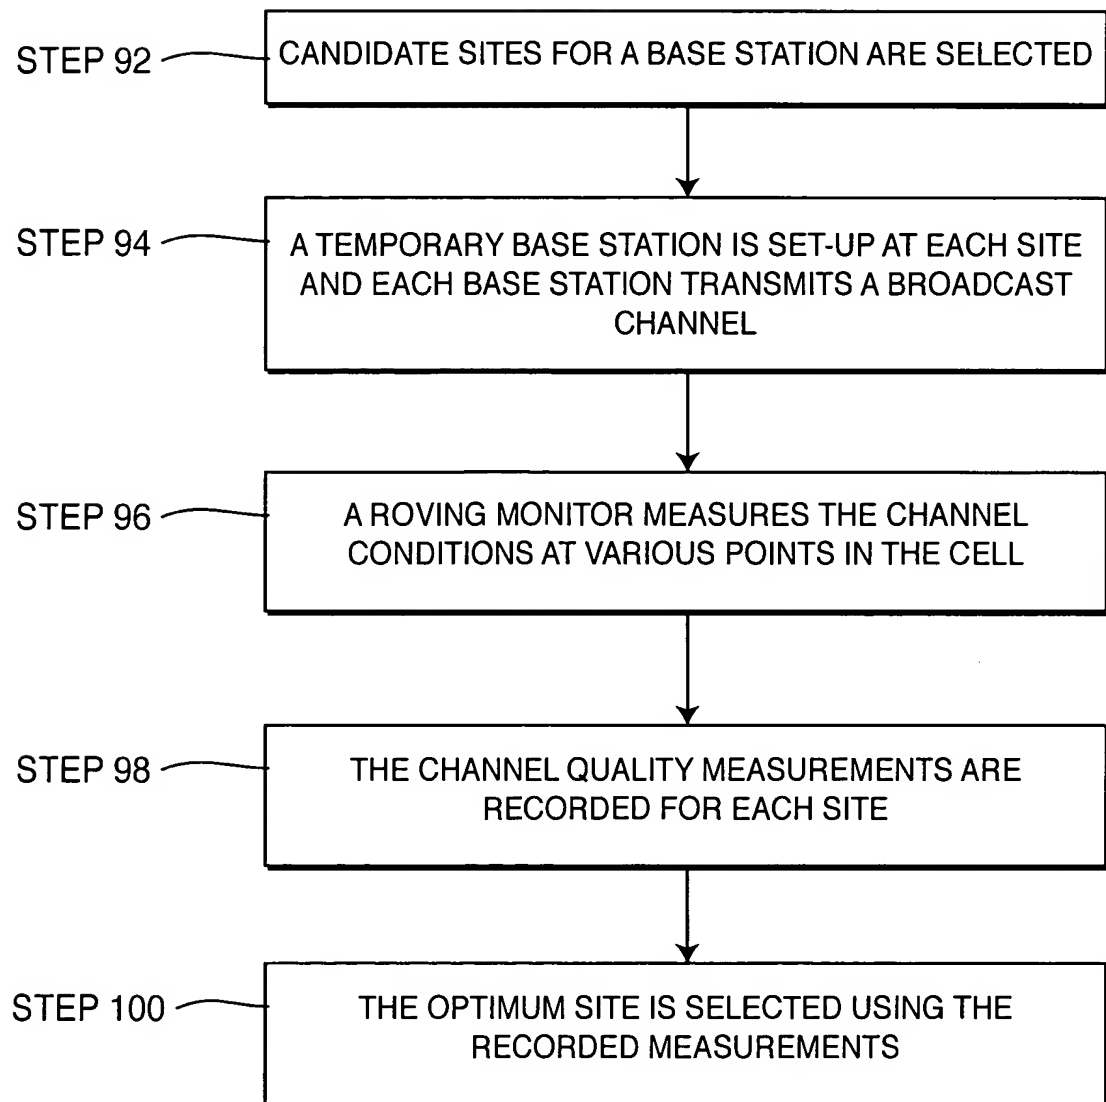 STEP 92
CANDIDATE SITES FOR A BASE STATION ARE SELECTED
STEP 94
A TEMPORARY BASE STATION IS SET-UP AT EACH SITE
AND EACH BASE STATION TRANSMITS A BROADCAST
CHANNEL
STEP 96
A ROVING MONITOR MEASURES THE CHANNEL
CONDITIONS AT VARIOUS POINTS IN THE CELL
STEP 98
THE CHANNEL QUALITY MEASUREMENTS ARE
RECORDED FOR EACH SITE
STEP 100
THE OPTIMUM SITE IS SELECTED USING THE
RECORDED MEASUREMENTS